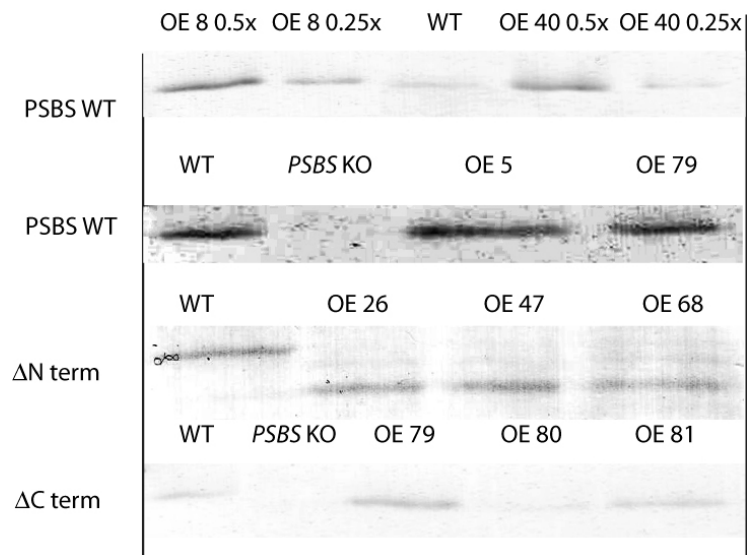 OE 8 0.5x OE 8 0.25x WT OE 40 0.5x OE 40 0.25x
PSBS WT
WT PSBS KO OE 5 OE 79
PSBS WT
WT OE 26 OE 47 OE 68
ΔN term
WT PSBS KO OE 79 OE 80 OE 81
ΔC term